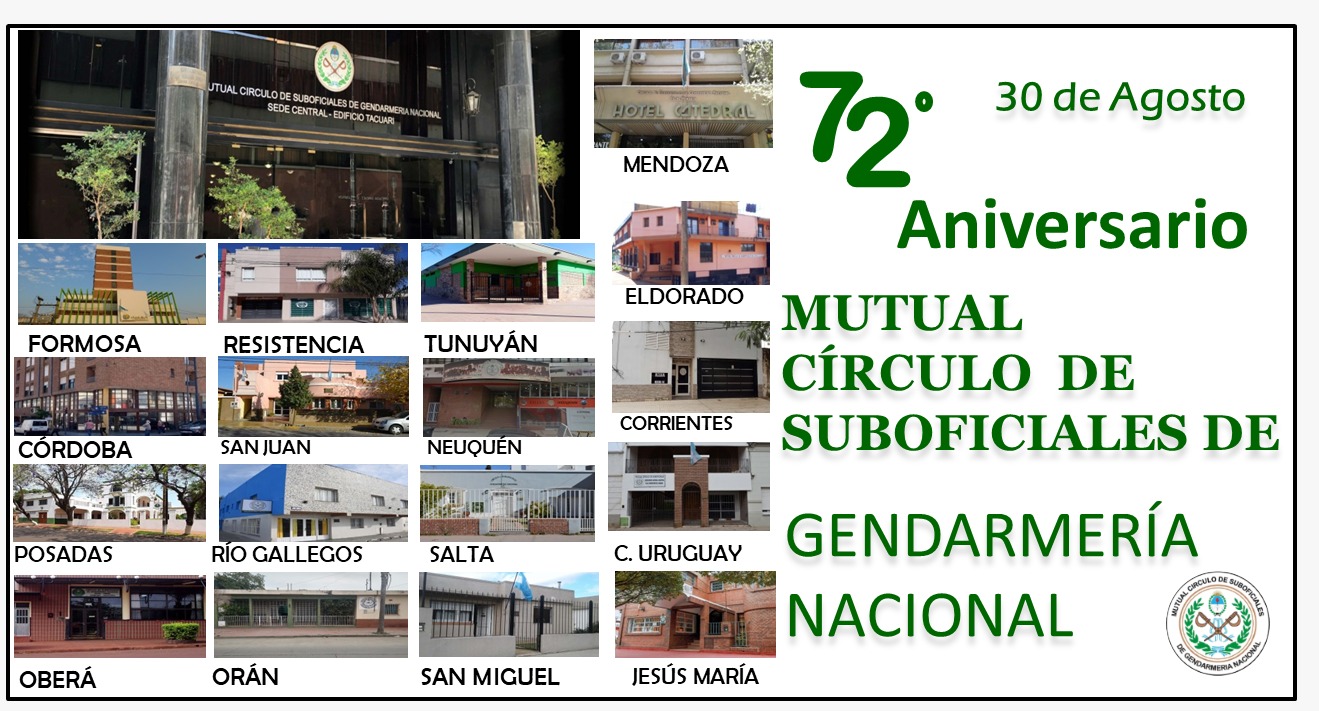 MUTUAL CIRCULO DE SUBOFICIALES DE GENDARMERIA NACIONAL
SEDE CENTRAL - EDIFICIO TACUARI
HOTEL CATEDRAL
MENDOZA
ELDORADO
FORMOSA
RESISTENCIA
TUNUYÁN
CORRIENTES
CÓRDOBA
SAN JUAN
NEUQUÉN
POSADAS
RÍO GALLEGOS
SALTA
C. URUGUAY
OBERÁ
ORÁN
SAN MIGUEL
JESÚS MARÍA
72°
30 de Agosto
Aniversario
MUTUAL
CÍRCULO DE
SUBOFICIALES DE
GENDARMERÍA
NACIONAL
MUTUAL CIRCULO DE SUBOFICIALES
DE GENDARMERIA NACIONAL